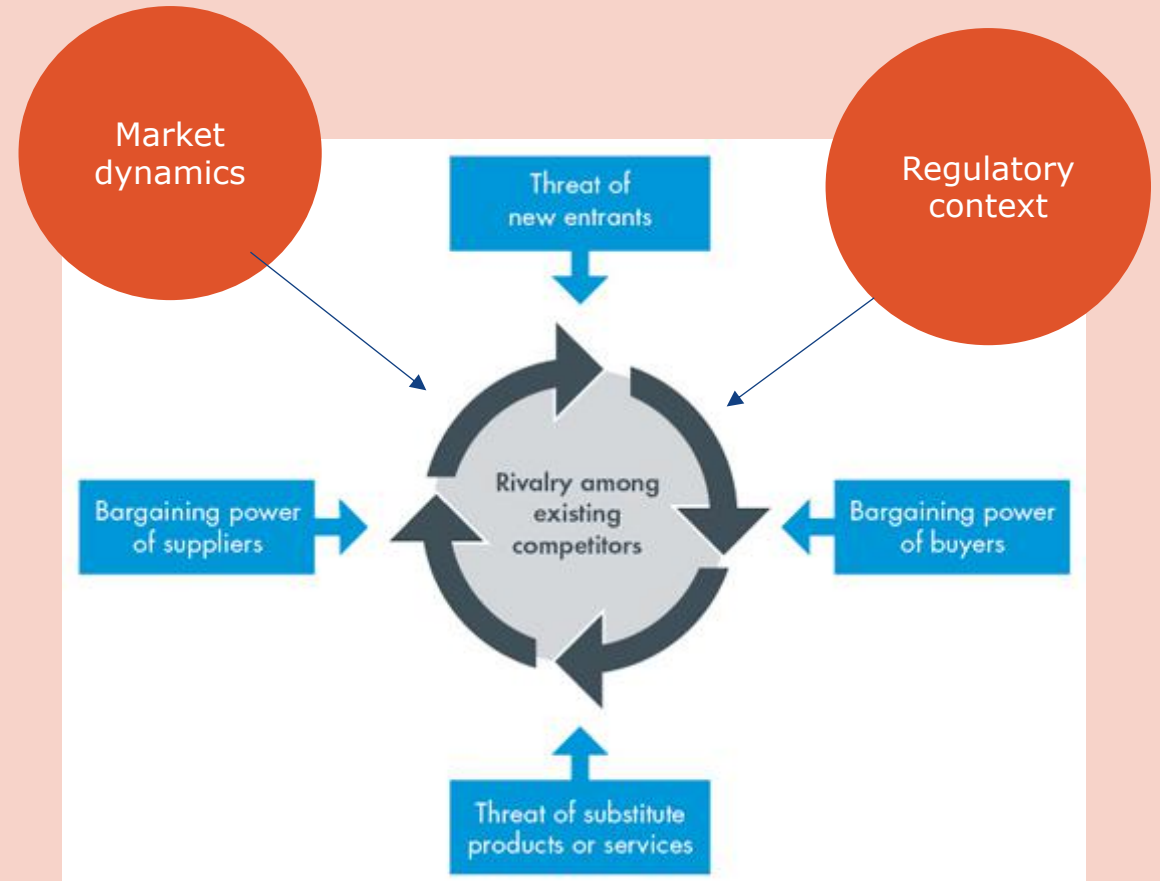 Market
dynamics
Regulatory
context
Threat of
new entrants
Bargaining power
of suppliers
Rivalry among
existing
competitors
Bargaining power
of buyers
Threat of substitute
products or services